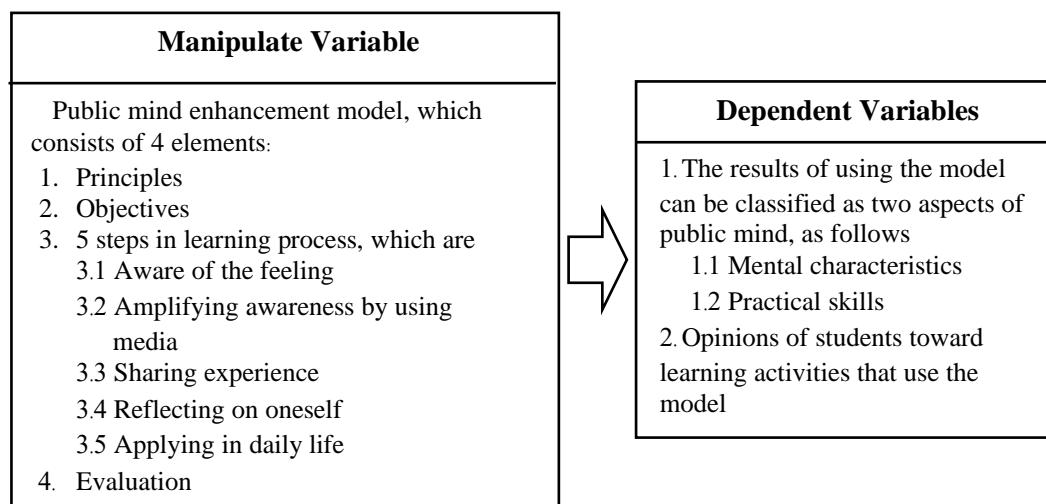 Manipulate Variable
Public mind enhancement model, which
consists of 4 elements:
1. Principles
2. Objectives
3. 5 steps in learning process, which are
3.1 Aware of the feeling
3.2 Amplifying awareness by using
media
3.3 Sharing experience
3.4 Reflecting on oneself
3.5 Applying in daily life
4. Evaluation
Dependent Variables
1. The results of using the model
can be classified as two aspects of
public mind, as follows
1.1 Mental characteristics
1.2 Practical skills
2. Opinions of students toward
learning activities that use the
model